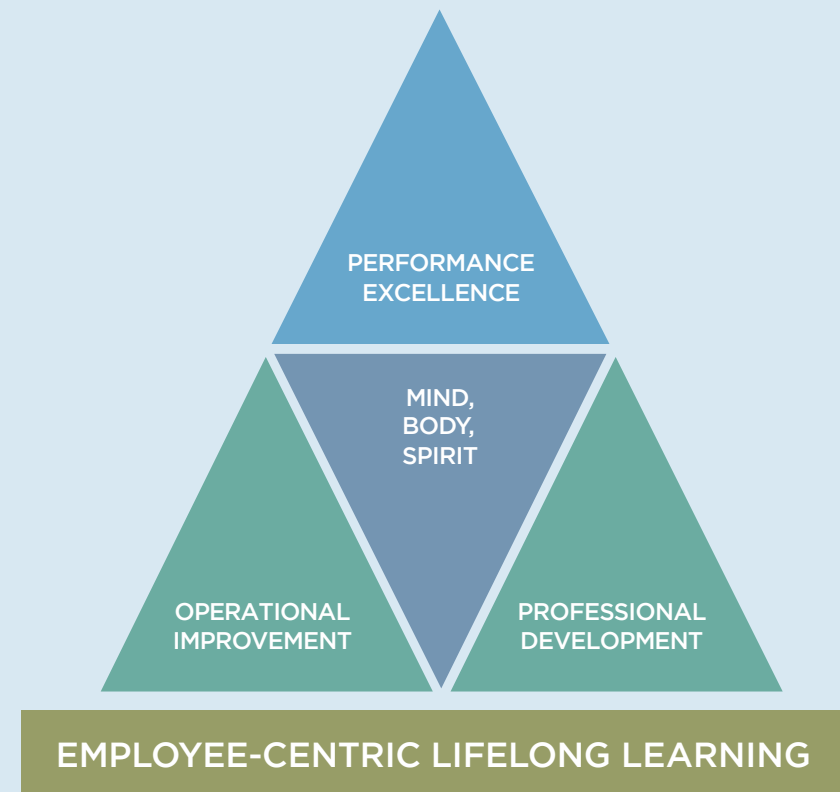 PERFORMANCE
EXCELLENCE
MIND,
BODY,
SPIRIT
OPERATIONAL
IMPROVEMENT
PROFESSIONAL
DEVELOPMENT
EMPLOYEE-CENTRIC LIFELONG LEARNING